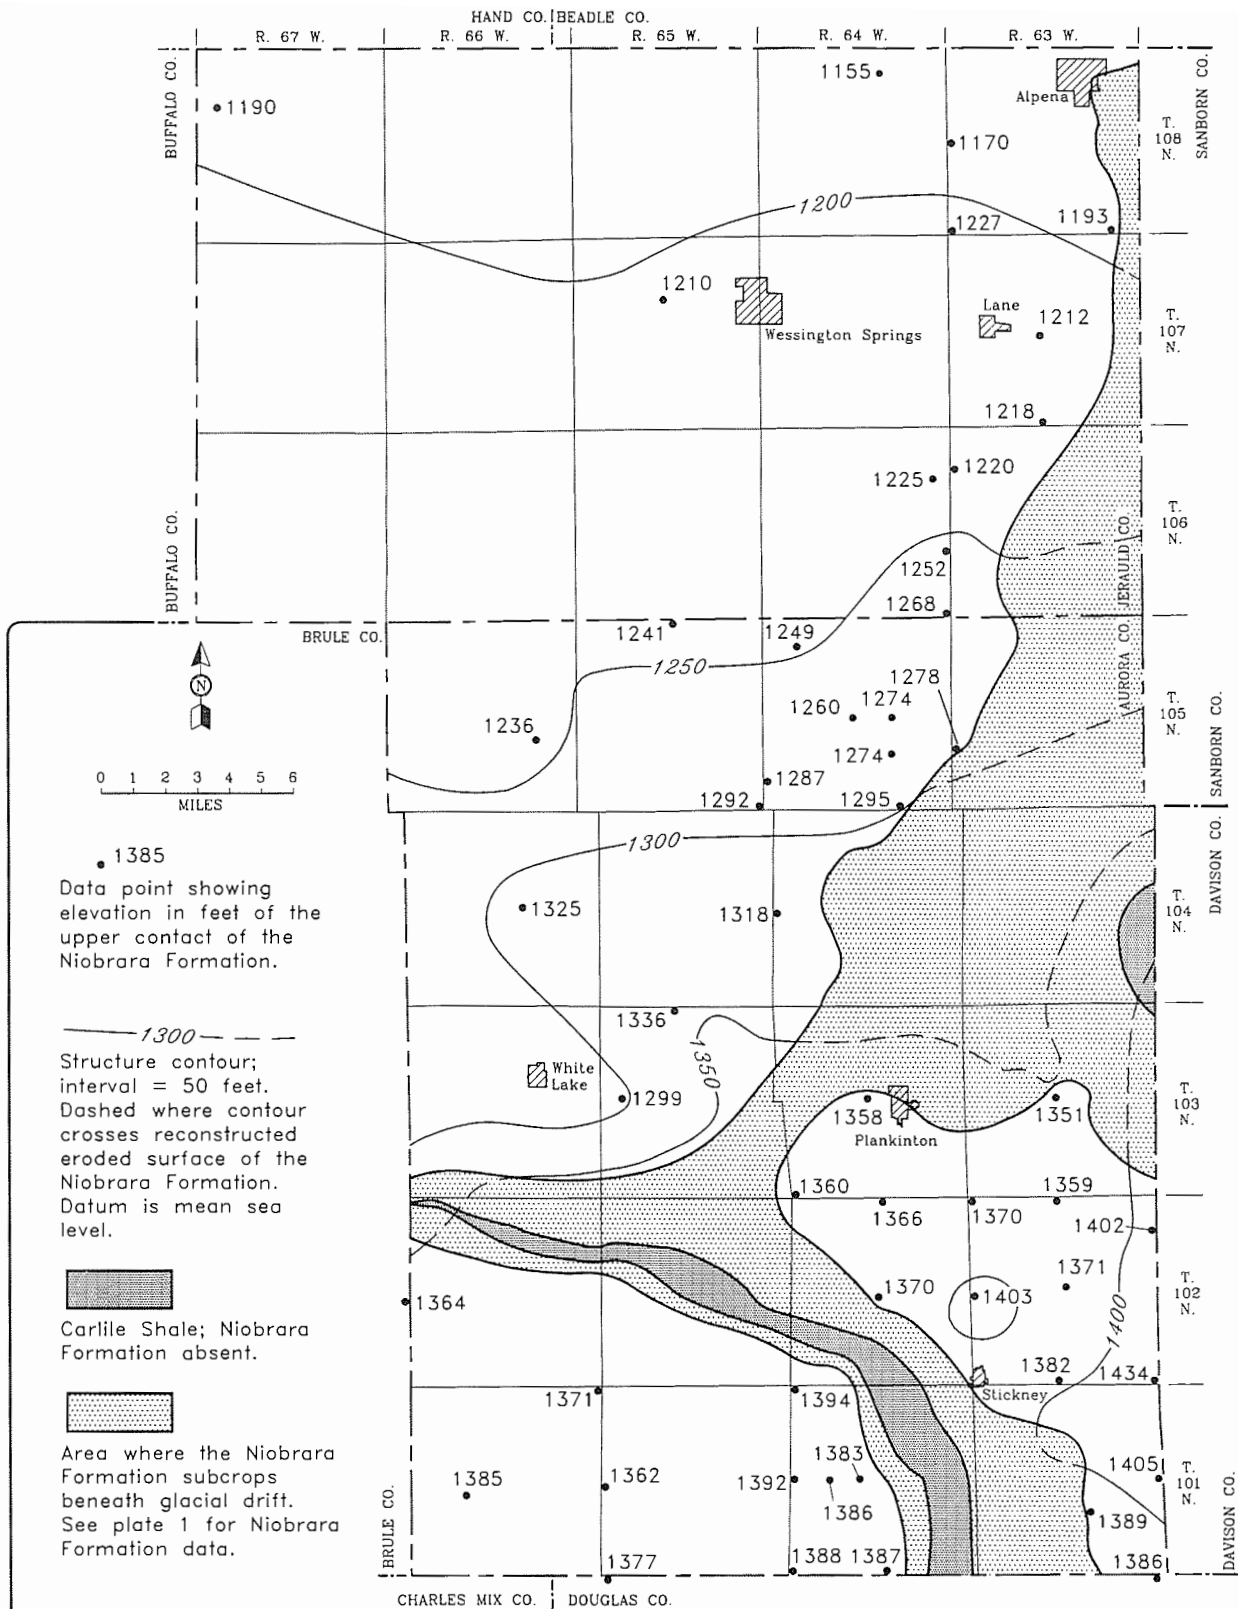 HAND CO. BEADLE CO.
R. 67 W.
R. 66 W.
R. 65 W.
R. 64 W.
R. 63 W.
BUFFALO CO.
SANBORN CO.
1155
Alpena
1190
T.
108
N.
1170
1200
1227
1193
1210
Lane
1212
Wessington Springs
T.
107
N.
1218
1220
1225
T.
106
N.
BUFFALO CO.
AURORA CO. JERAULD CO.
1252
1268
BRULE CO.
1241
1249
1250
1278
N
1236
1260
1274
T.
105
N.
SANBORN CO.
1274
0 1 2 3 4 5 6
MILES
1287
1292
1295
1300
DAVISON CO.
1385
Data point showing
elevation in feet of the
upper contact of the
Niobrara Formation.
1325
1318
T.
104
N.
1336
1350
1300
Structure contour;
interval = 50 feet.
Dashed where contour
crosses reconstructed
eroded surface of the
Niobrara Formation.
Datum is mean sea
level.
White
Lake
1299
1358
Plankinton
1351
T.
103
N.
1360
1366
1370
1359
1402
1364
1370
1403
1371
1400
T.
102
N.
Carlile Shale; Niobrara
Formation absent.
1371
1394
Stickney
1382
1434
Area where the Niobrara
Formation subcrops
beneath glacial drift.
See plate 1 for Niobrara
Formation data.
1385
1362
1392
1383
1386
1405
T.
101
N.
1389
BRULE CO.
DAVISON CO.
1377
1388
1387
1386
CHARLES MIX CO.
DOUGLAS CO.